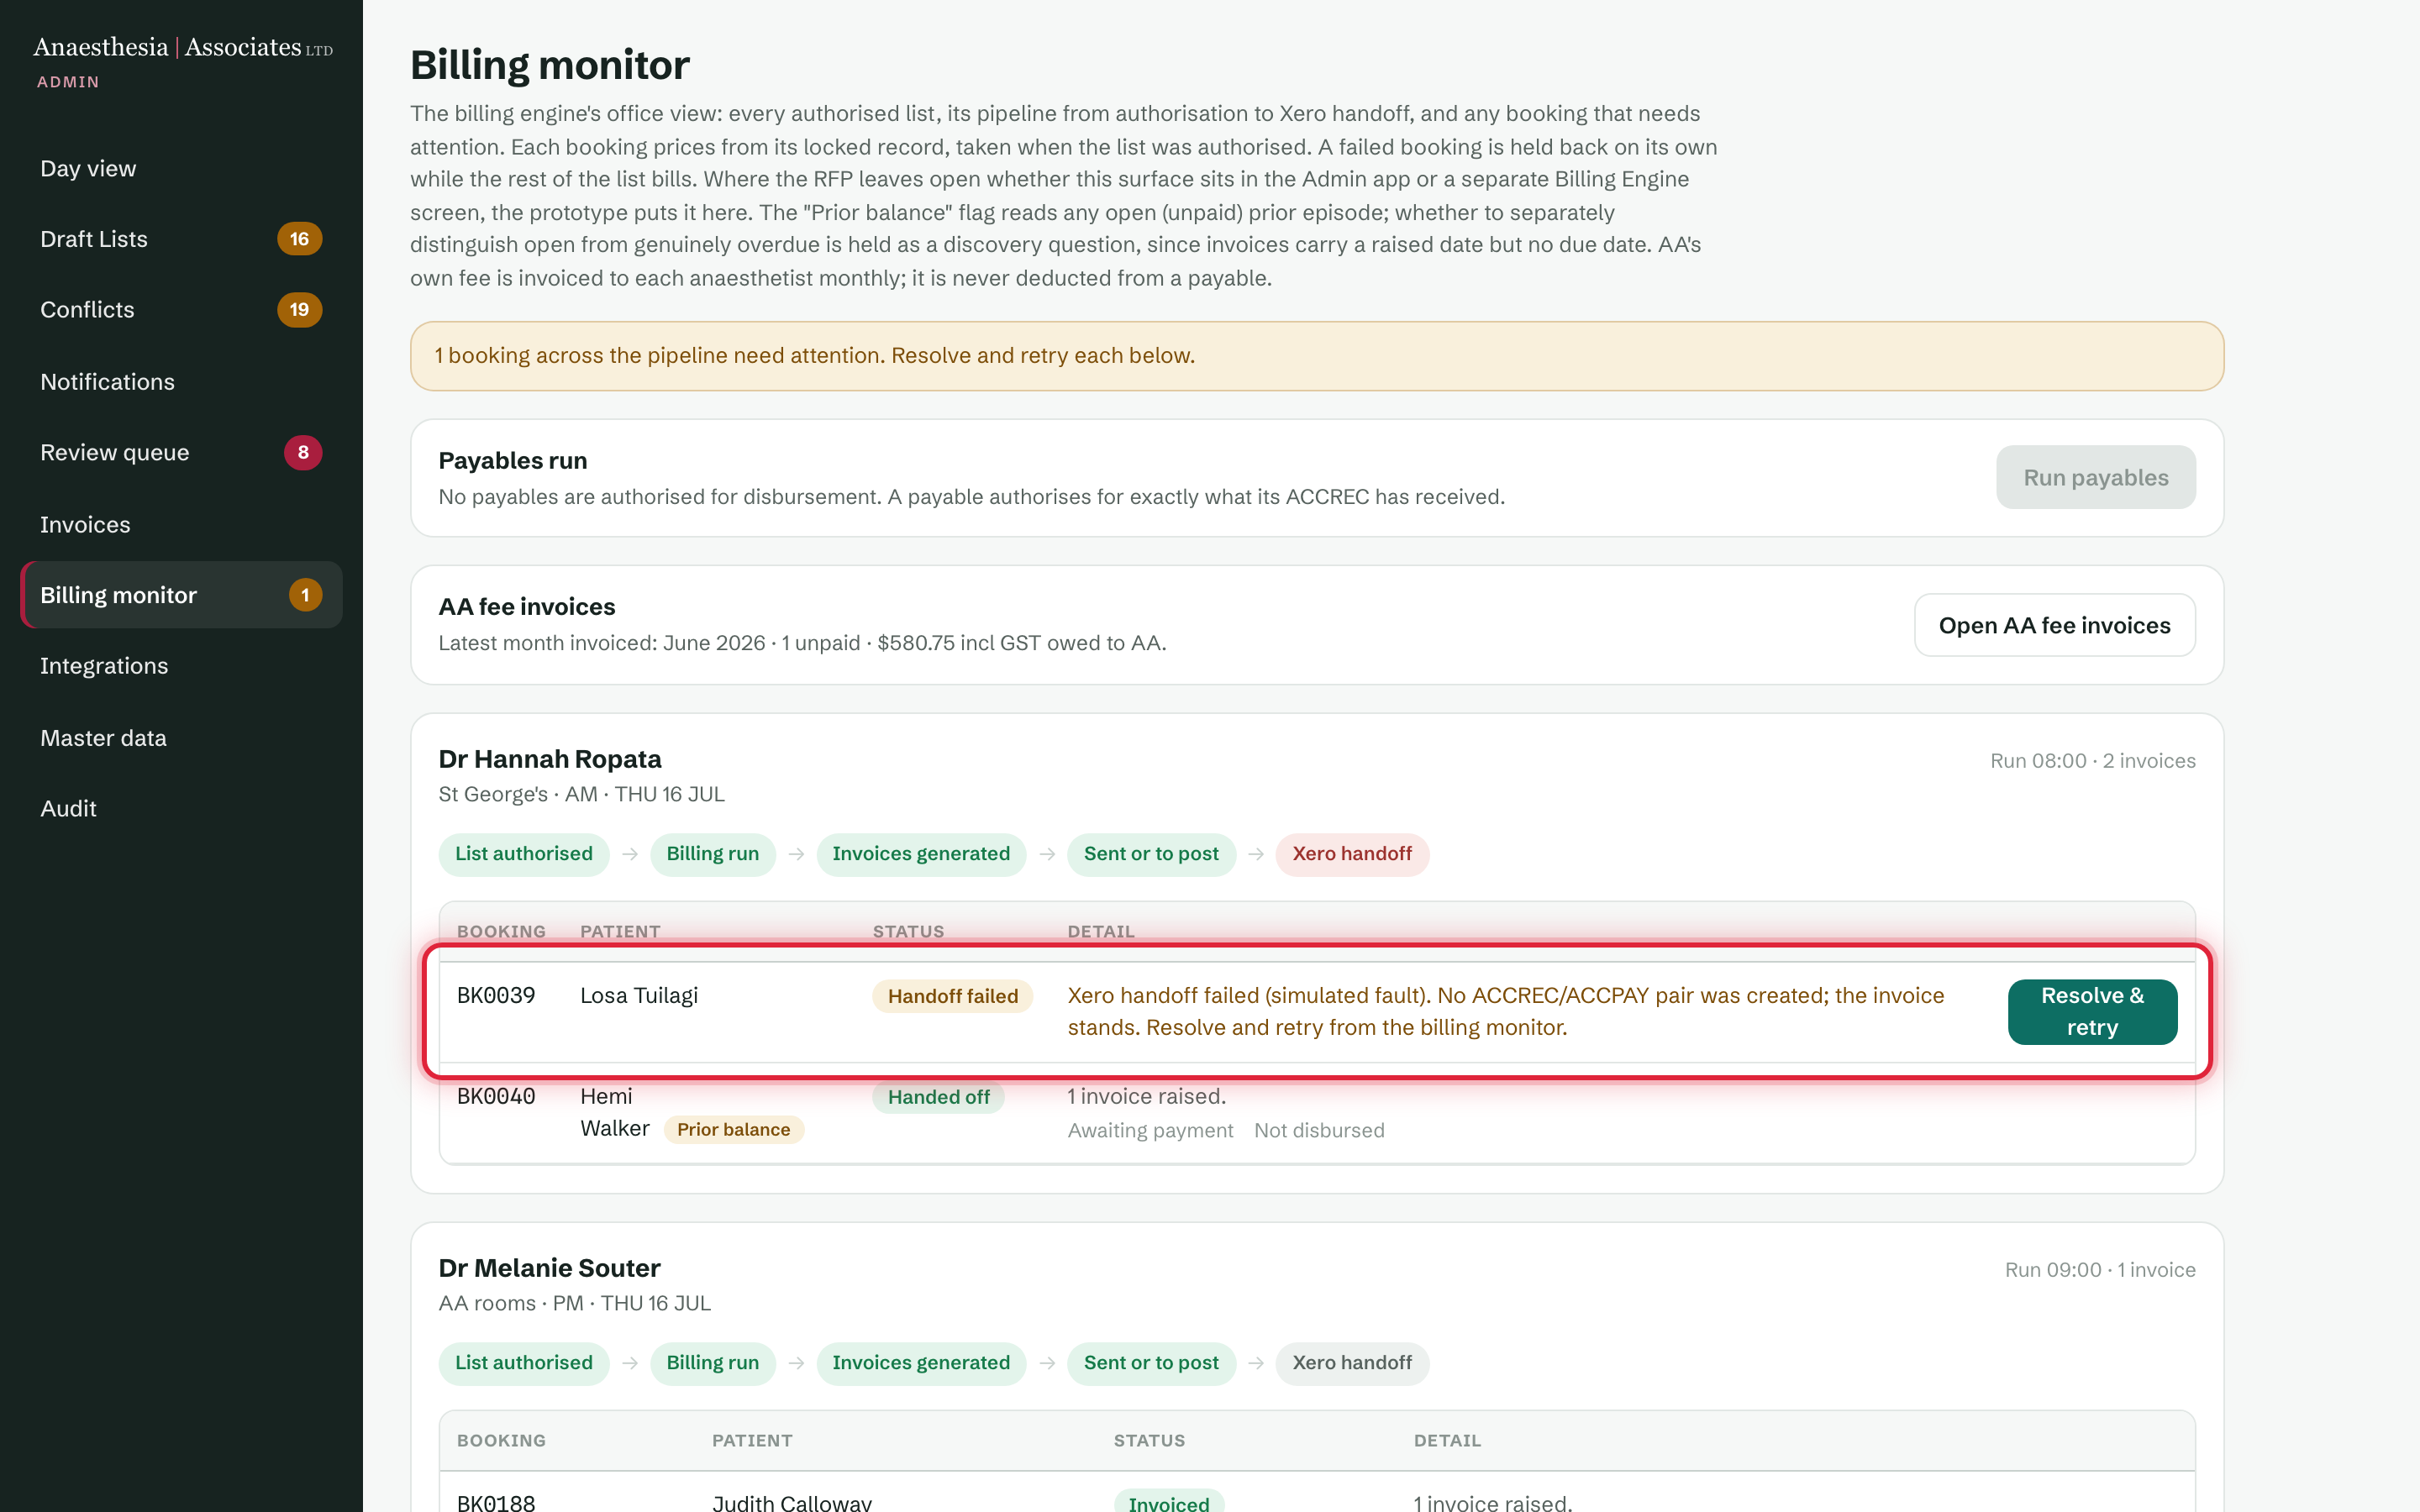 Anaesthesia | Associates LTD
ADMIN
Day view
Draft Lists 16
Conflicts 19
Notifications
Review queue 8
Invoices
Billing monitor 1
Integrations
Master data
Audit
Billing monitor
The billing engine's office view: every authorised list, its pipeline from authorisation to Xero handoff, and any booking that needs
attention. Each booking prices from its locked record, taken when the list was authorised. A failed booking is held back on its own
while the rest of the list bills. Where the RFP leaves open whether this surface sits in the Admin app or a separate Billing Engine
screen, the prototype puts it here. The "Prior balance" flag reads any open (unpaid) prior episode; whether to separately
distinguish open from genuinely overdue is held as a discovery question, since invoices carry a raised date but no due date. AA's
own fee is invoiced to each anaesthetist monthly; it is never deducted from a payable.
1 booking across the pipeline need attention. Resolve and retry each below.
Payables run
No payables are authorised for disbursement. A payable authorises for exactly what its ACCREC has received.
Run payables
AA fee invoices
Latest month invoiced: June 2026 · 1 unpaid · $580.75 incl GST owed to AA.
Open AA fee invoices
Dr Hannah Ropata
Run 08:00 · 2 invoices
St George's · AM · THU 16 JUL
List authorised → Billing run → Invoices generated → Sent or to post → Xero handoff
BOOKING PATIENT STATUS DETAIL
BK0039 Losa Tuilagi Handoff failed Xero handoff failed (simulated fault). No ACCREC/ACCPAY pair was created; the invoice
stands. Resolve and retry from the billing monitor.
Resolve &
retry
BK0040 Hemi Handed off 1 invoice raised.
Walker Prior balance Awaiting payment Not disbursed
Dr Melanie Souter
Run 09:00 · 1 invoice
AA rooms · PM · THU 16 JUL
List authorised → Billing run → Invoices generated → Sent or to post → Xero handoff
BOOKING PATIENT STATUS DETAIL
BK0188 Judith Calloway Invoiced 1 invoice raised.